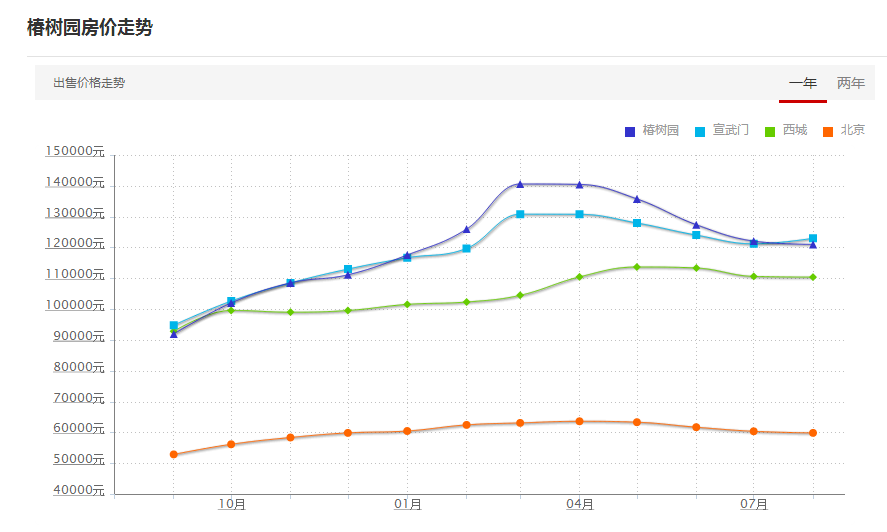 椿树园房价走势
出售价格走势 一年 两年
椿树园 宣武门 西城 北京
150000元
140000元
130000元
120000元
110000元
100000元
90000元
80000元
70000元
60000元
50000元
40000元
10月 01月 04月 07月